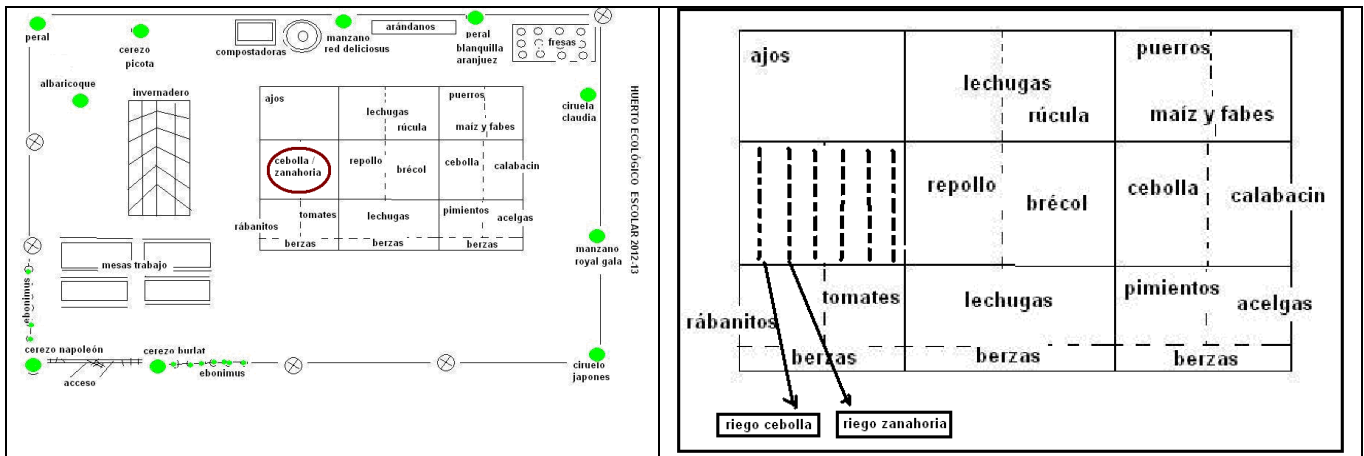 peral
cerezo
picota
compostadoras
manzano
red deliciosus
arándanos
peral
blanquilla
aranjuez
fresas
albaricoque
invernadero
ciruela
claudia
ajos
lechugas
rúcula
puerros
maíz y fabes
cebolla /
zanahoria
repollo
brécol
cebolla
calabacin
rábanitos
tomates
lechugas
pimientos
acelgas
berzas
berzas
berzas
HUERTO ECOLÓGICO ESCOLAR 2012-13
mesas trabajo
manzano
royal gala
ebonimus
cerezo napoleón
acceso
cerezo burlat
ebonimus
ciruelo
japones
ajos
lechugas
rúcula
puerros
maíz y fabes
repollo
brécol
cebolla
calabacin
rábanitos
tomates
lechugas
pimientos
acelgas
berzas
berzas
berzas
riego cebolla
riego zanahoria